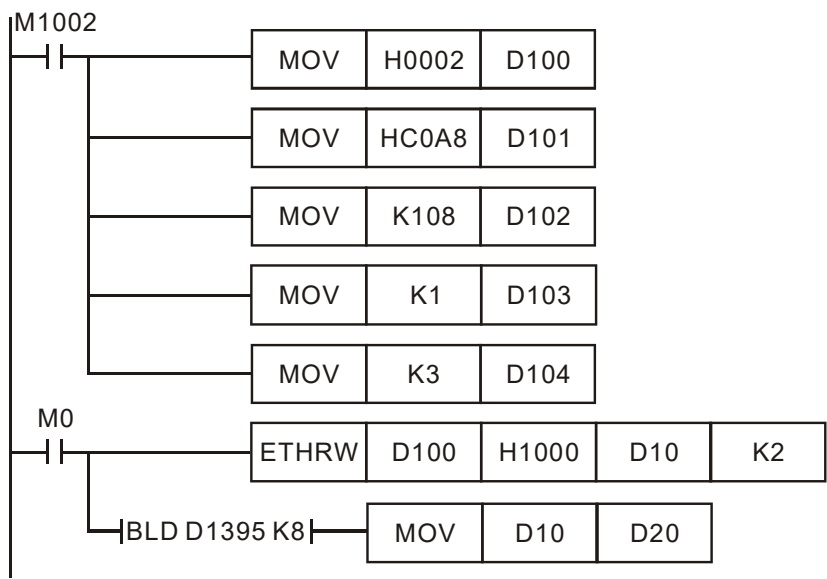 M1002
MOV H0002 D100
MOV HC0A8 D101
MOV K108 D102
MOV K1 D103
MOV K3 D104
M0
ETHRW D100 H1000 D10 K2
BLD D1395 K8 MOV D10 D20